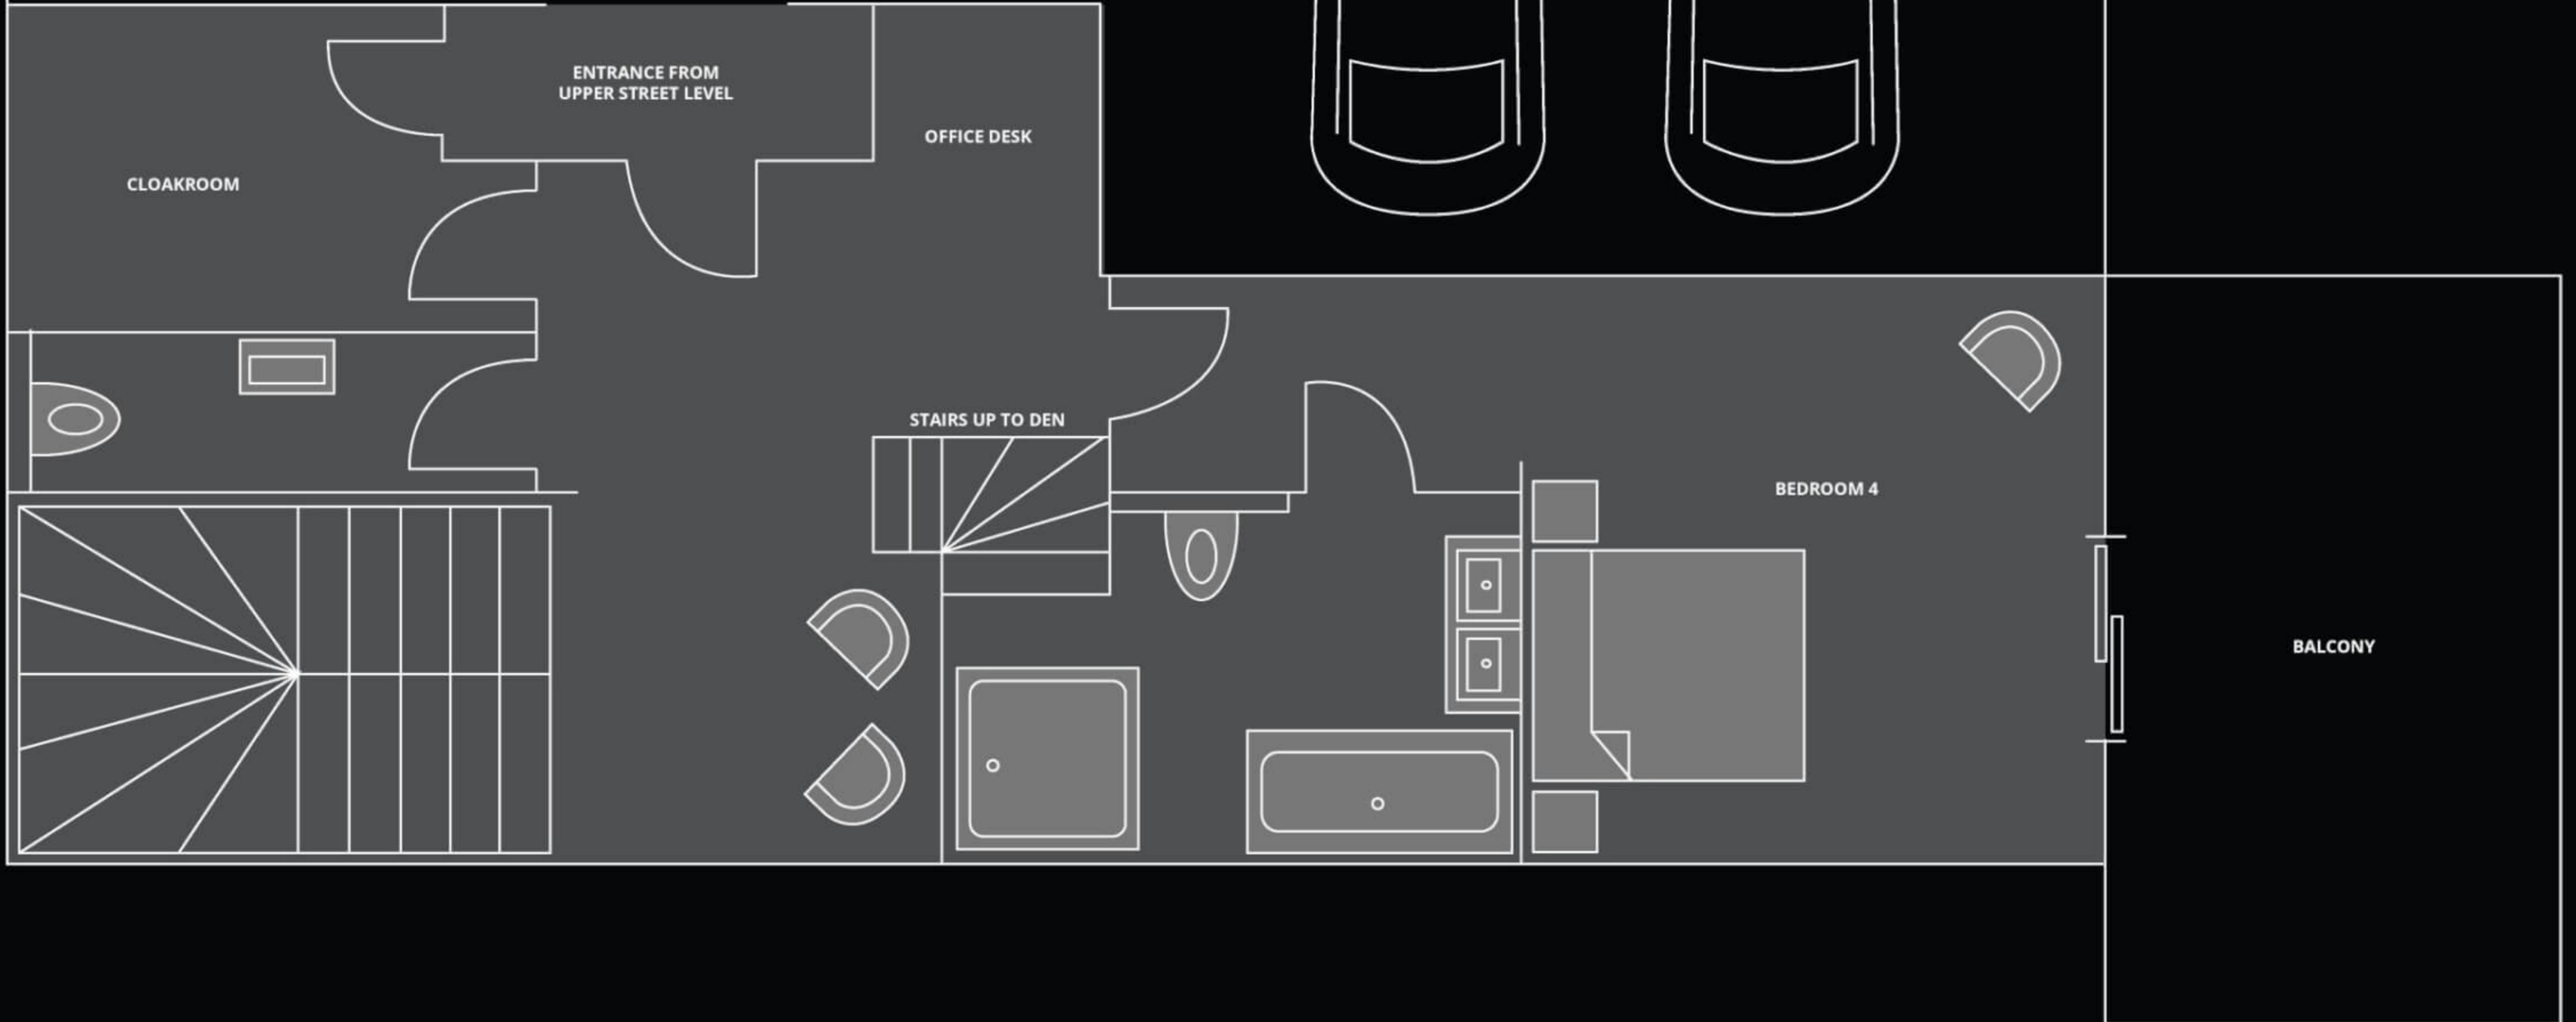 ENTRANCE FROM
UPPER STREET LEVEL
OFFICE DESK
CLOAKROOM
STAIRS UP TO DEN
BEDROOM 4
BALCONY